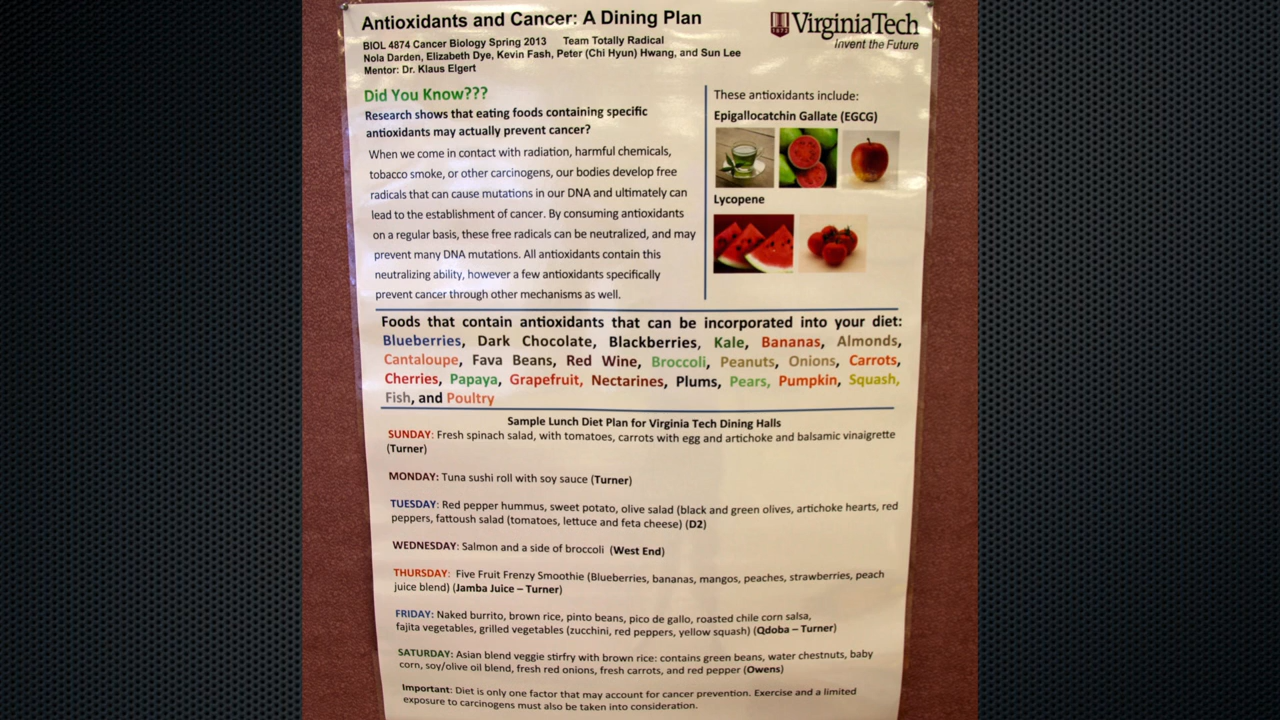 Antioxidants and Cancer: A Dining Plan
VirginiaTech
1872
Invent the Future
BIOL 4874 Cancer Biology Spring 2013 Team Totally Radical
Nola Darden, Elizabeth Dye, Kevin Fash, Peter (Chi Hyun) Hwang, and Sun Lee
Mentor: Dr. Klaus Elgert
Did You Know???
Research shows that eating foods containing specific
antioxidants may actually prevent cancer?
When we come in contact with radiation, harmful chemicals,
tobacco smoke, or other carcinogens, our bodies develop free
radicals that can cause mutations in our DNA and ultimately can
lead to the establishment of cancer. By consuming antioxidants
on a regular basis, these free radicals can be neutralized, and may
prevent many DNA mutations. All antioxidants contain this
neutralizing ability, however a few antioxidants specifically
prevent cancer through other mechanisms as well.
These antioxidants include:
Epigallocatchin Gallate (EGCG)
Lycopene
Foods that contain antioxidants that can be incorporated into your diet:
Blueberries, Dark Chocolate, Blackberries, Kale, Bananas, Almonds,
Cantaloupe, Fava Beans, Red Wine, Broccoli, Peanuts, Onions, Carrots,
Cherries, Papaya, Grapefruit, Nectarines, Plums, Pears, Pumpkin, Squash,
Fish, and Poultry
Sample Lunch Diet Plan for Virginia Tech Dining Halls
SUNDAY: Fresh spinach salad, with tomatoes, carrots with egg and artichoke and balsamic vinaigrette
(Turner)
MONDAY: Tuna sushi roll with soy sauce (Turner)
TUESDAY: Red pepper hummus, sweet potato, olive salad (black and green olives, artichoke hearts, red
peppers, fattoush salad (tomatoes, lettuce and feta cheese) (D2)
WEDNESDAY: Salmon and a side of broccoli (West End)
THURSDAY: Five Fruit Frenzy Smoothie (Blueberries, bananas, mangos, peaches, strawberries, peach
juice blend) (Jamba Juice – Turner)
FRIDAY: Naked burrito, brown rice, pinto beans, pico de gallo, roasted chile corn salsa,
fajita vegetables, grilled vegetables (zucchini, red peppers, yellow squash) (Qdoba – Turner)
SATURDAY: Asian blend veggie stirfry with brown rice: contains green beans, water chestnuts, baby
corn, soy/olive oil blend, fresh red onions, fresh carrots, and red pepper (Owens)
Important: Diet is only one factor that may account for cancer prevention. Exercise and a limited
exposure to carcinogens must also be taken into consideration.